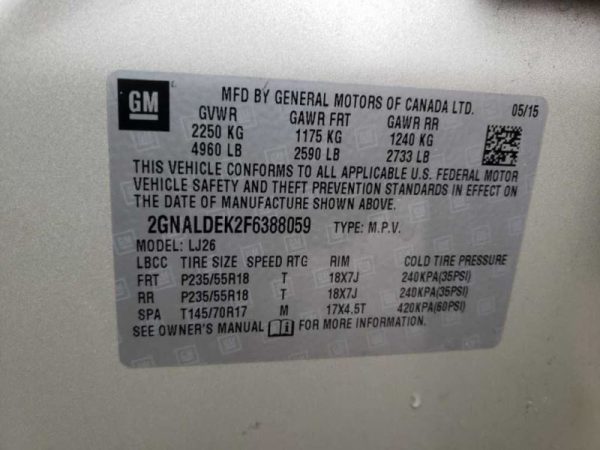 GM
MFD BY GENERAL MOTORS OF CANADA LTD. 05/15
GVWR GAWR FRT GAWR RR
2250 KG 1175 KG 1240 KG
4960 LB 2590 LB 2733 LB
THIS VEHICLE CONFORMS TO ALL APPLICABLE U.S. FEDERAL MOTOR
VEHICLE SAFETY AND THEFT PREVENTION STANDARDS IN EFFECT ON
THE DATE OF MANUFACTURE SHOWN ABOVE.
2GNALDEK2F6388059 TYPE: M.P.V.
MODEL: LJ26
LBCC TIRE SIZE SPEED RTG RIM COLD TIRE PRESSURE
FRT P235/55R18 T 18X7J 240KPA(35PSI)
RR P235/55R18 T 18X7J 240KPA(35PSI)
SPA T145/70R17 M 17X4.5T 420KPA(60PSI)
SEE OWNER'S MANUAL FOR MORE INFORMATION.